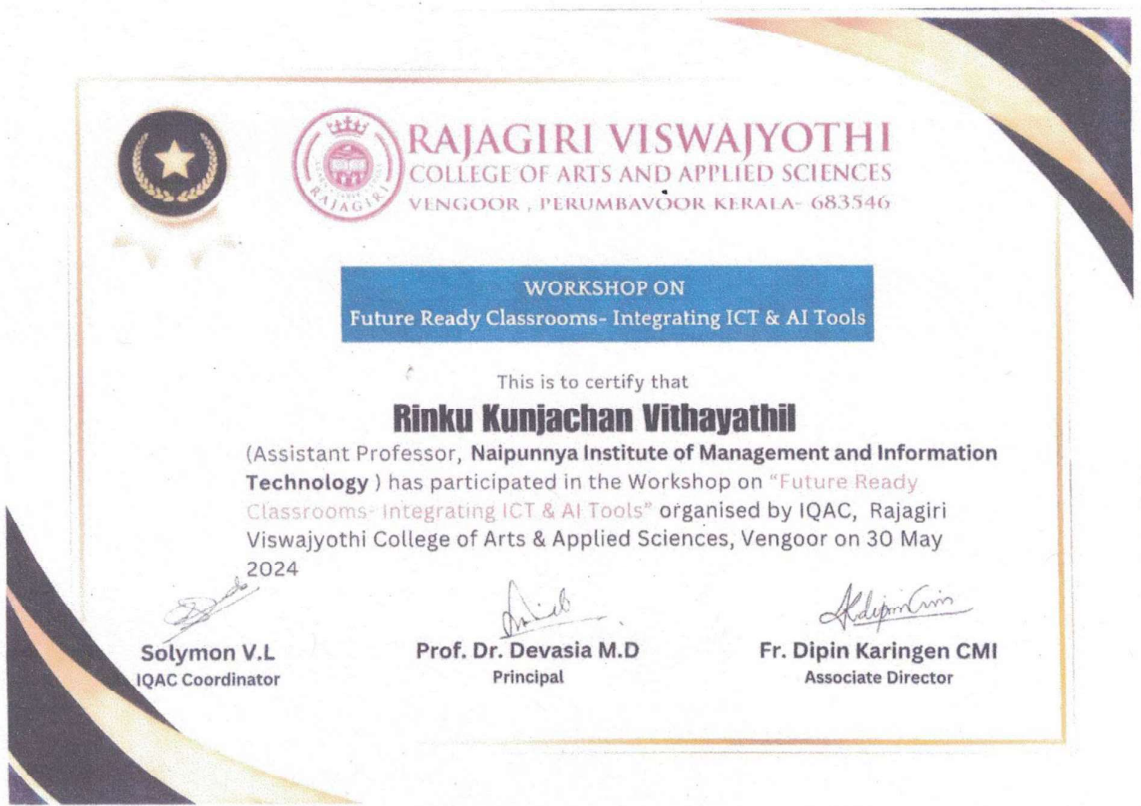 RAJAGIRI VISWAJYOTHI
COLLEGE OF ARTS AND APPLIED SCIENCES
VENGOOR , PERUMBAVOOR KERALA- 683546
RAJAGIRI
WORKSHOP ON
Future Ready Classrooms- Integrating ICT & AI Tools
This is to certify that
Rinku Kunjachan Vithayathil
(Assistant Professor, Naipunnya Institute of Management and Information
Technology ) has participated in the Workshop on "Future Ready
Classrooms- Integrating ICT & AI Tools" organised by IQAC, Rajagiri
Viswajyothi College of Arts & Applied Sciences, Vengoor on 30 May
2024
Solymon V.L
IQAC Coordinator
Prof. Dr. Devasia M.D
Principal
Fr. Dipin Karingen CMI
Associate Director